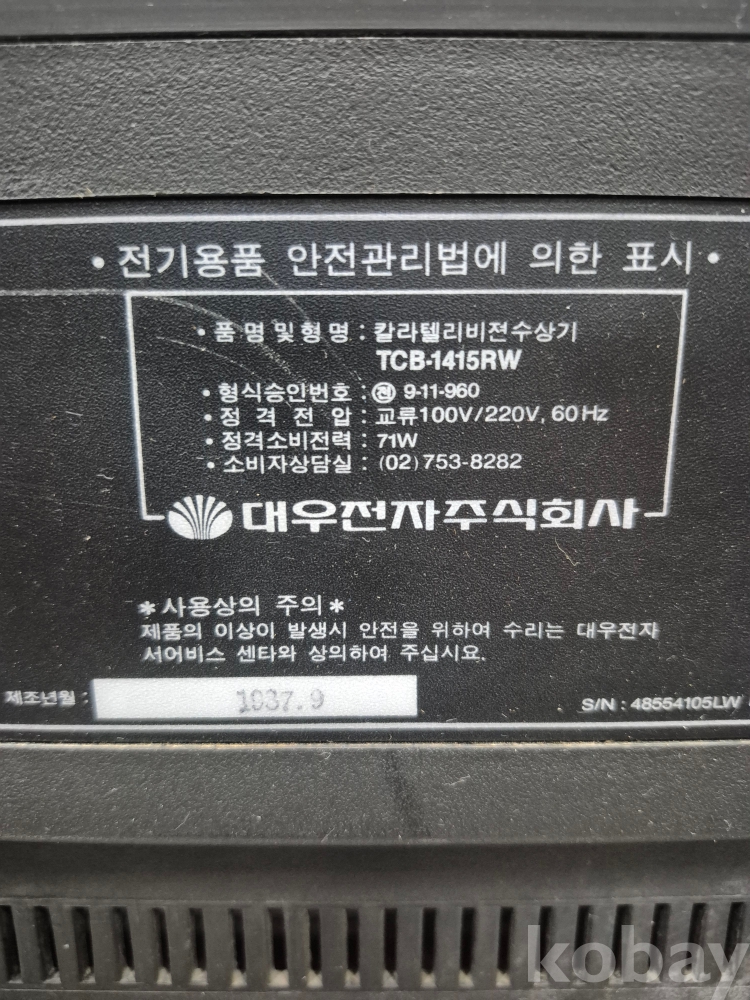 • 전기용품 안전관리법에 의한 표시 •
• 품명및형명 : 칼라텔리비젼수상기
TCB-1415RW
• 형식승인번호 : ㉠ 9-11-960
• 정격전압 : 교류100V/220V, 60Hz
• 정격소비전력 : 71W
• 소비자상담실 : (02)753-8282
대우전자주식회사
*사용상의 주의*
제품의 이상이 발생시 안전을 위하여 수리는 대우전자
서어비스 센타와 상의하여 주십시요.
제조년월 : 1987.9
S/N : 48554105LW
kobay